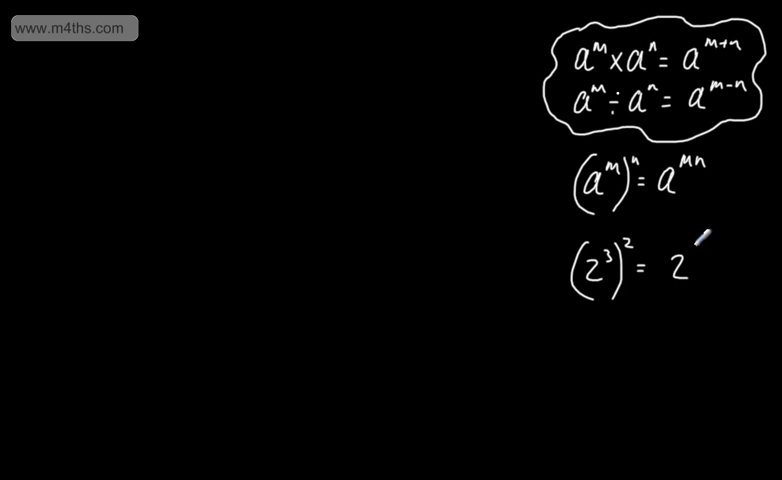 www.m4ths.com
aᵐ × aⁿ = aᵐ⁺ⁿ
aᵐ ÷ aⁿ = aᵐ⁻ⁿ
(aᵐ)ⁿ = aᵐⁿ
(2³)² = 2